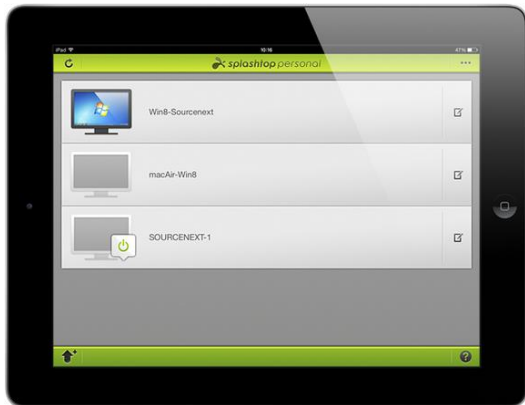 iPad
10:16
41%
splashtop personal
Win8-Sourcenext
macAir-Win8
SOURCENEXT-1
?